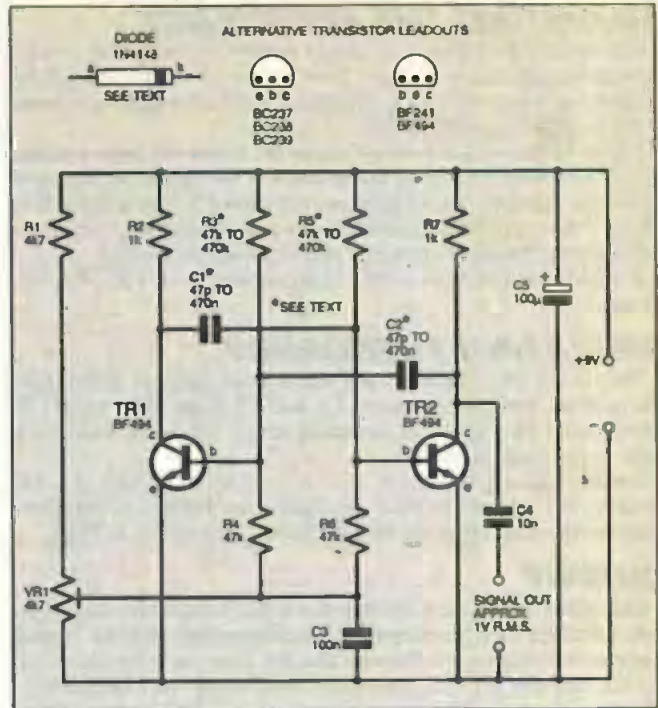 DIODE
1N4148
a k
SEE TEXT
ALTERNATIVE TRANSISTOR LEADOUTS
e b c
BC237
BC238
BC239
b e c
BF241
BF494
R1
4k7
R2
1k
R3*
47k TO
470k
R5*
47k TO
470k
R7
1k
C1*
47p TO
470n
*SEE TEXT
C2*
47p TO
470n
+
C5
100µ
+9V
TR1
BF494
c
b
e
TR2
BF494
c
b
e
R4
47k
R6
47k
C4
10n
VR1
4k7
C3
100n
SIGNAL OUT
APPROX
1V R.M.S.